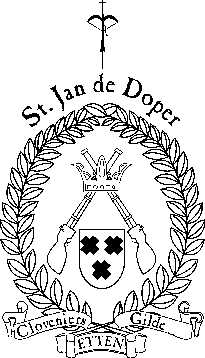 St. Jan de Doper
Cloveniers Gilde
ETTEN